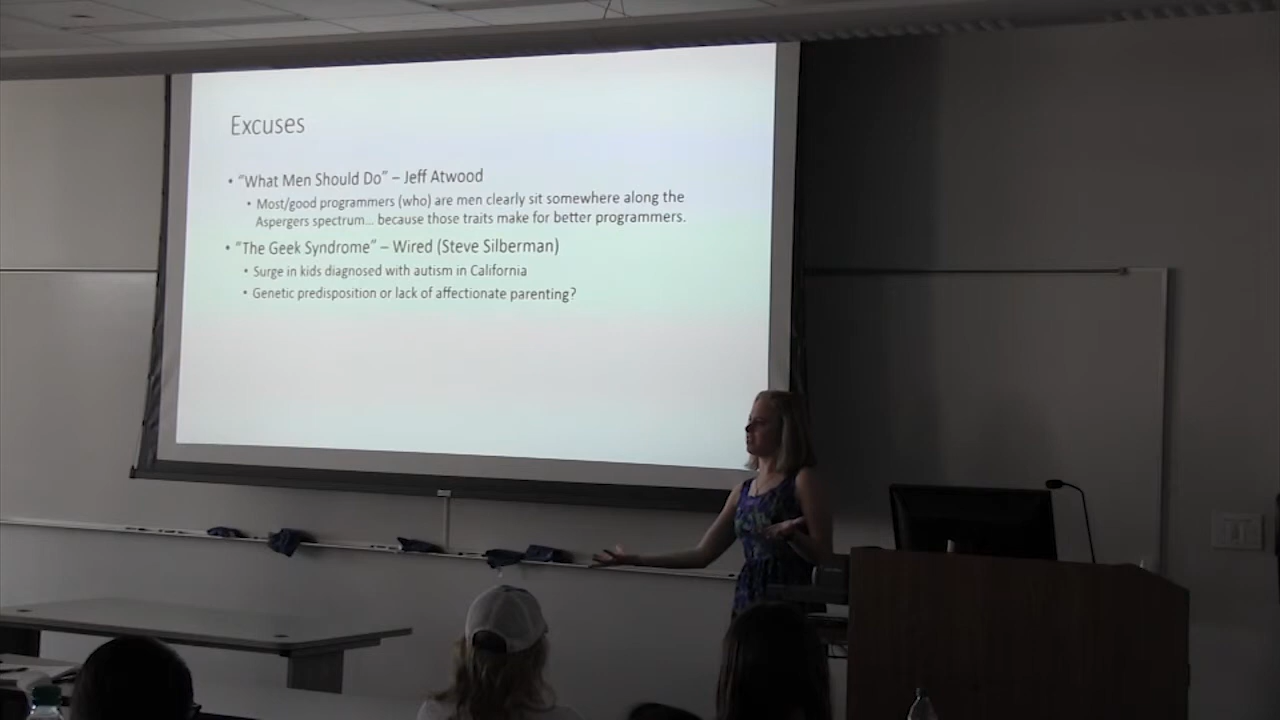 Excuses
• "What Men Should Do" – Jeff Atwood
• Most/good programmers (who) are men clearly sit somewhere along the
Aspergers spectrum... because those traits make for better programmers.
• "The Geek Syndrome" – Wired (Steve Silberman)
• Surge in kids diagnosed with autism in California
• Genetic predisposition or lack of affectionate parenting?